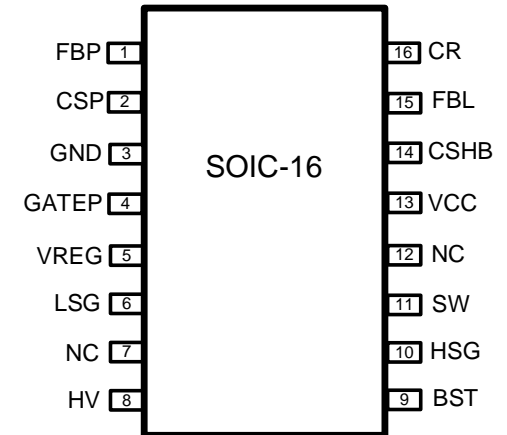 FBP 1 16 CR
CSP 2 15 FBL
GND 3 14 CSHB
SOIC-16
GATEP 4 13 VCC
VREG 5 12 NC
LSG 6 11 SW
NC 7 10 HSG
HV 8 9 BST